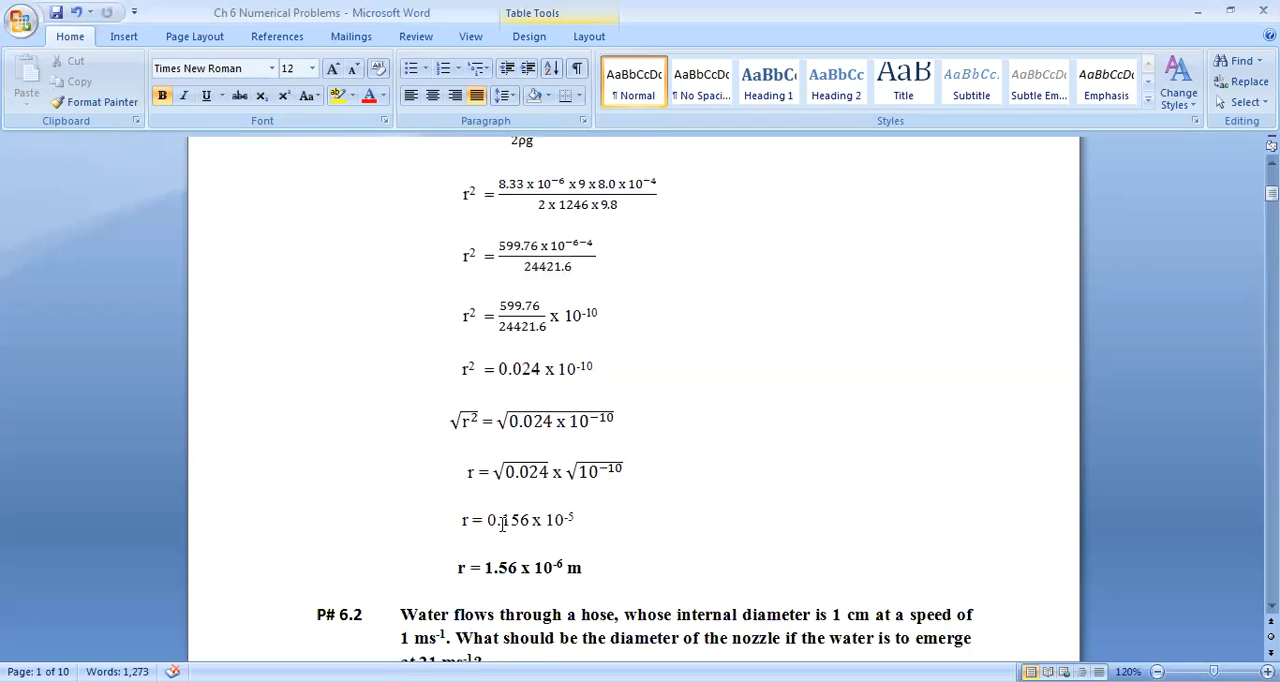 Ch 6 Numerical Problems - Microsoft Word
Table Tools
Home Insert Page Layout References Mailings Review View Design Layout
Paste
Cut
Copy
Format Painter
Clipboard
Times New Roman 12
B I U abc X₂ X² Aa
Font
Paragraph
AaBbCcDc AaBbCcDc AaBbC AaBbCc AaB AaBbCc. AaBbCcDc AaBbCcDc
¶ Normal ¶ No Spaci... Heading 1 Heading 2 Title Subtitle Subtle Em... Emphasis
Change Styles
Styles
Find
Replace
Select
Editing
2ρg
r² = 8.33 x 10⁻⁶ x 9 x 8.0 x 10⁻⁴
2 x 1246 x 9.8
r² = 599.76 x 10⁻⁶⁻⁴
24421.6
r² = 599.76
24421.6 x 10⁻¹⁰
r² = 0.024 x 10⁻¹⁰
√r² = √0.024 x 10⁻¹⁰
r = √0.024 x √10⁻¹⁰
r = 0.156 x 10⁻⁵
r = 1.56 x 10⁻⁶ m
P# 6.2 Water flows through a hose, whose internal diameter is 1 cm at a speed of
1 ms⁻¹. What should be the diameter of the nozzle if the water is to emerge
at 21 ms⁻¹?
Page: 1 of 10 Words: 1,273 120%